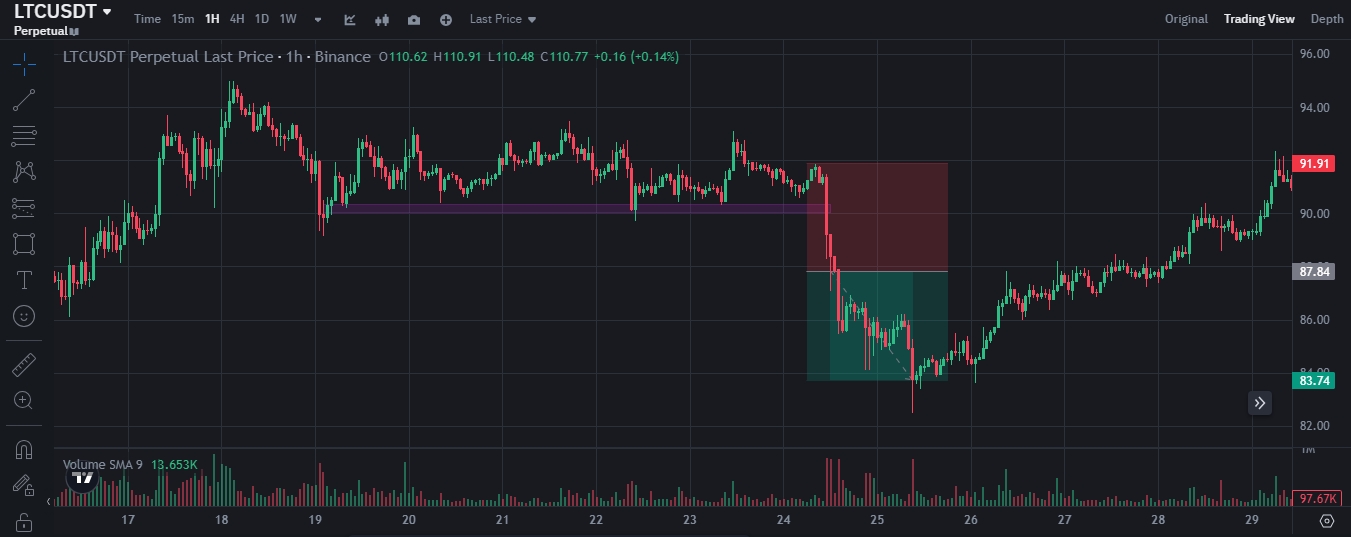 LTCUSDT
Perpetual
Time 15m 1H 4H 1D 1W Last Price Original Trading View Depth
LTCUSDT Perpetual Last Price · 1h · Binance O110.62 H110.91 L110.48 C110.77 +0.16 (+0.14%)
96.00
94.00
91.91
90.00
87.84
86.00
83.74
82.00
Volume SMA 9 13.653K
1M
97.67K
17 18 19 20 21 22 23 24 25 26 27 28 29